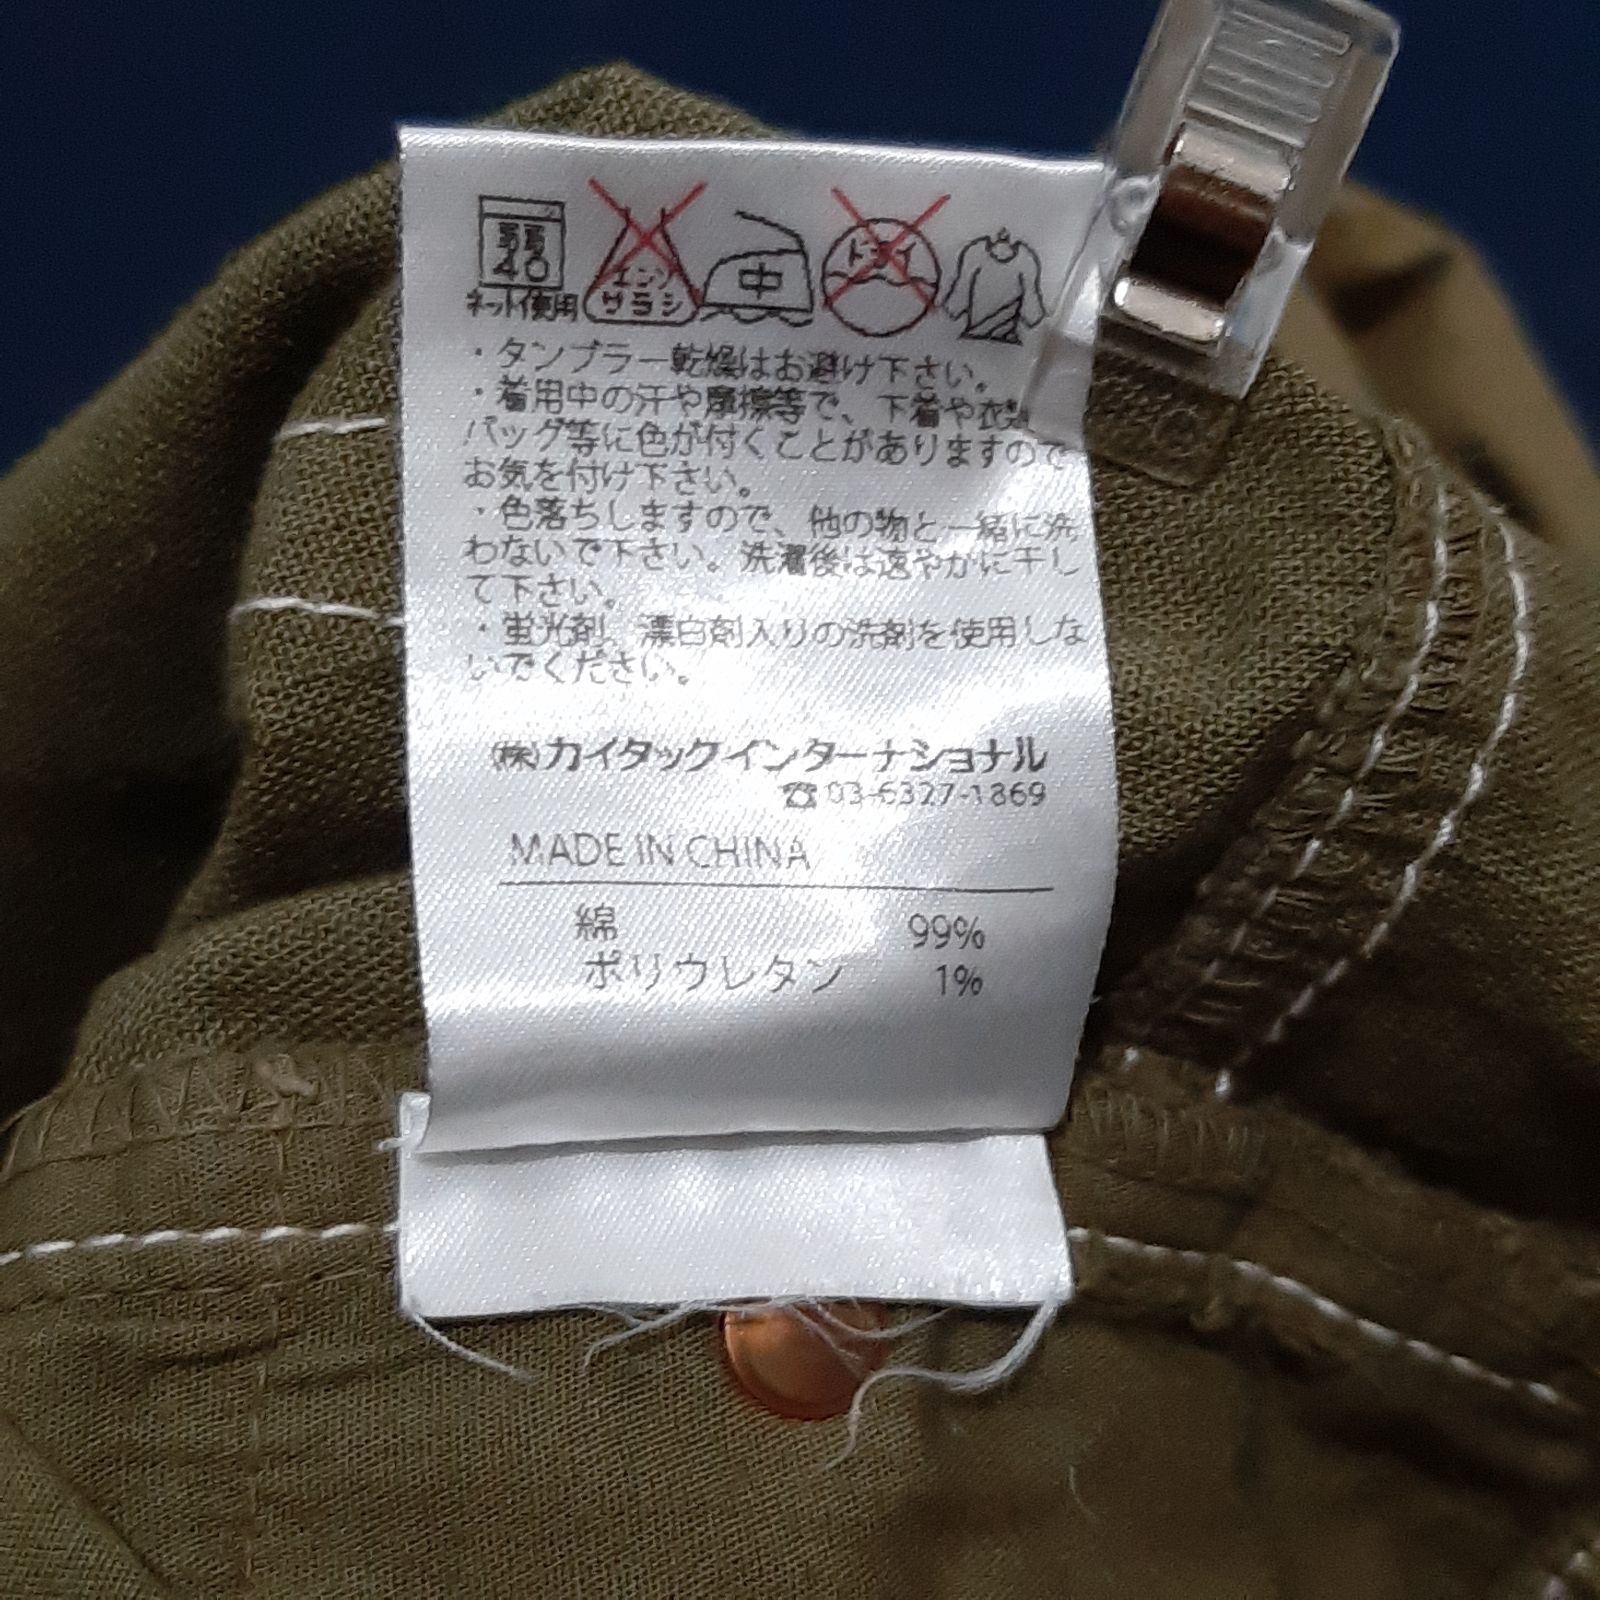 弱
40
ネット使用
エンソ
サラシ
中
ドライ
・タンブラー乾燥はお避け下さい。
・着用中の汗や摩擦等で、下着や衣類
バッグ等に色が付くことがありますので
お気を付け下さい。
・色落ちしますので、他の物と一緒に洗
わないで下さい。洗濯後は速やかに干し
て下さい。
・蛍光剤、漂白剤入りの洗剤を使用しな
いでください。
(株)カイタックインターナショナル
☎03-6327-1869
MADE IN CHINA
綿 99%
ポリウレタン 1%